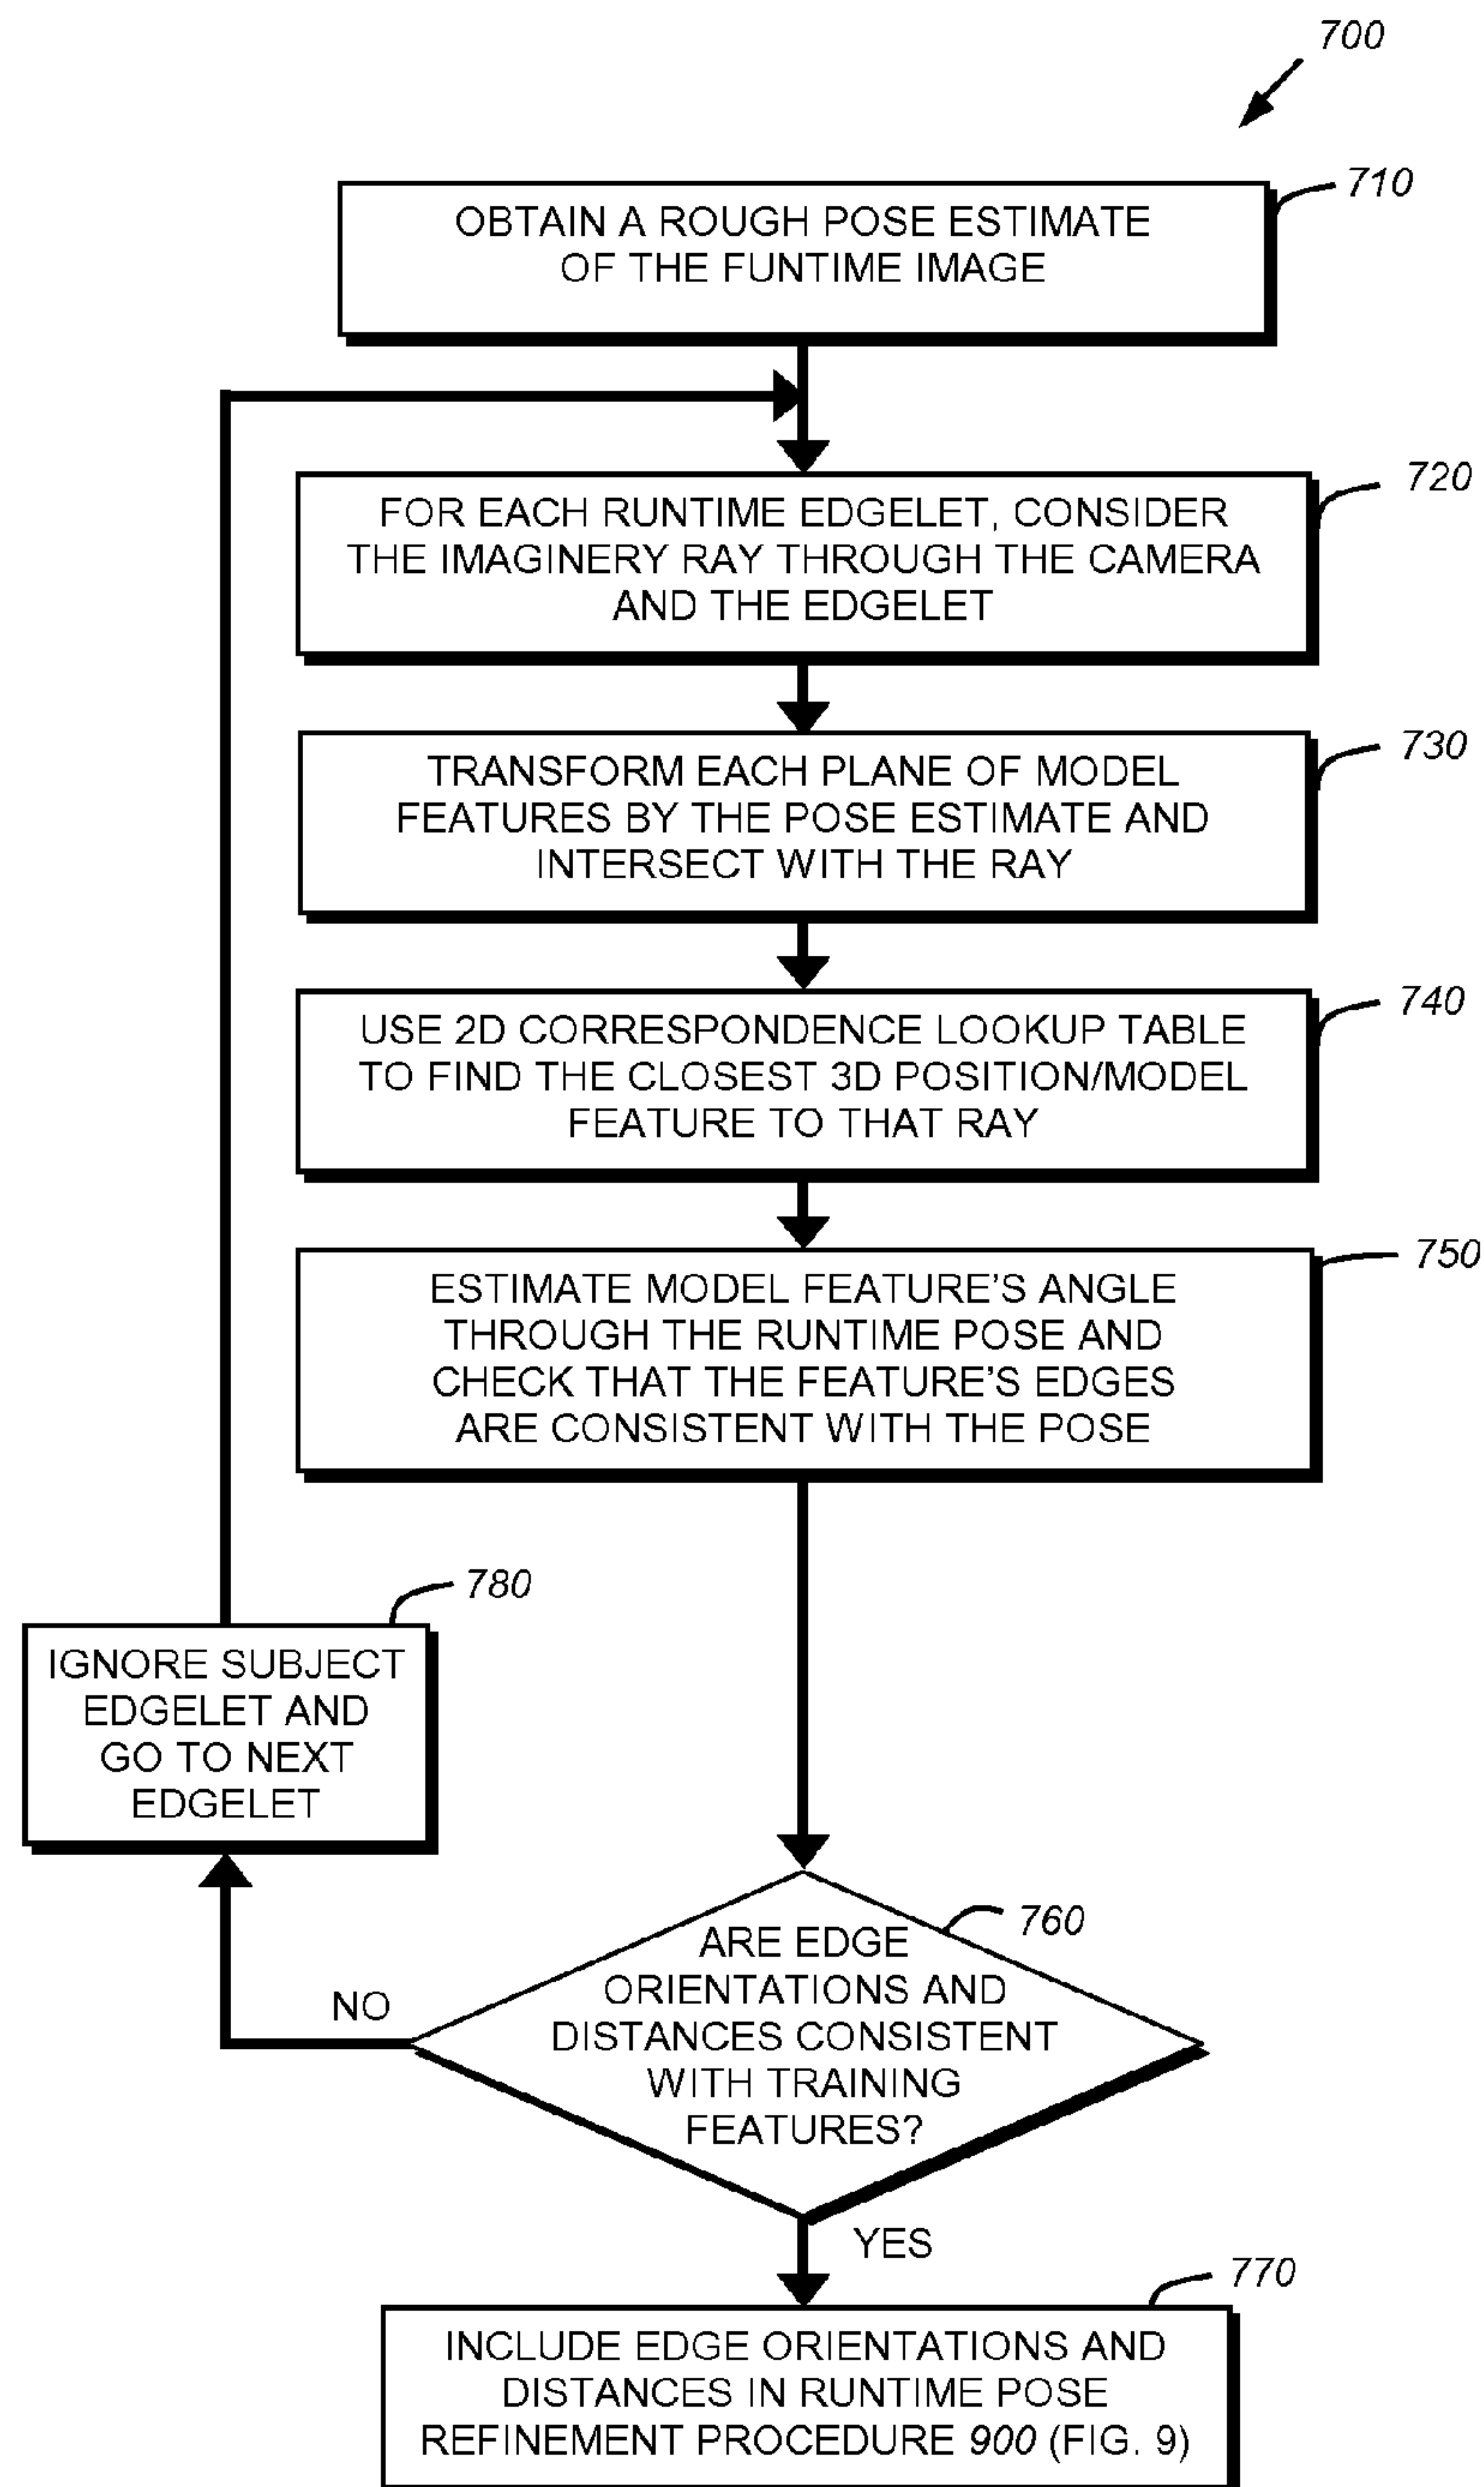 700
710
OBTAIN A ROUGH POSE ESTIMATE
OF THE FUNTIME IMAGE
720
FOR EACH RUNTIME EDGELET, CONSIDER
THE IMAGINERY RAY THROUGH THE CAMERA
AND THE EDGELET
730
TRANSFORM EACH PLANE OF MODEL
FEATURES BY THE POSE ESTIMATE AND
INTERSECT WITH THE RAY
740
USE 2D CORRESPONDENCE LOOKUP TABLE
TO FIND THE CLOSEST 3D POSITION/MODEL
FEATURE TO THAT RAY
750
ESTIMATE MODEL FEATURE'S ANGLE
THROUGH THE RUNTIME POSE AND
CHECK THAT THE FEATURE'S EDGES
ARE CONSISTENT WITH THE POSE
780
IGNORE SUBJECT
EDGELET AND
GO TO NEXT
EDGELET
760
ARE EDGE
ORIENTATIONS AND
DISTANCES CONSISTENT
WITH TRAINING
FEATURES?
NO
YES
770
INCLUDE EDGE ORIENTATIONS AND
DISTANCES IN RUNTIME POSE
REFINEMENT PROCEDURE 900 (FIG. 9)